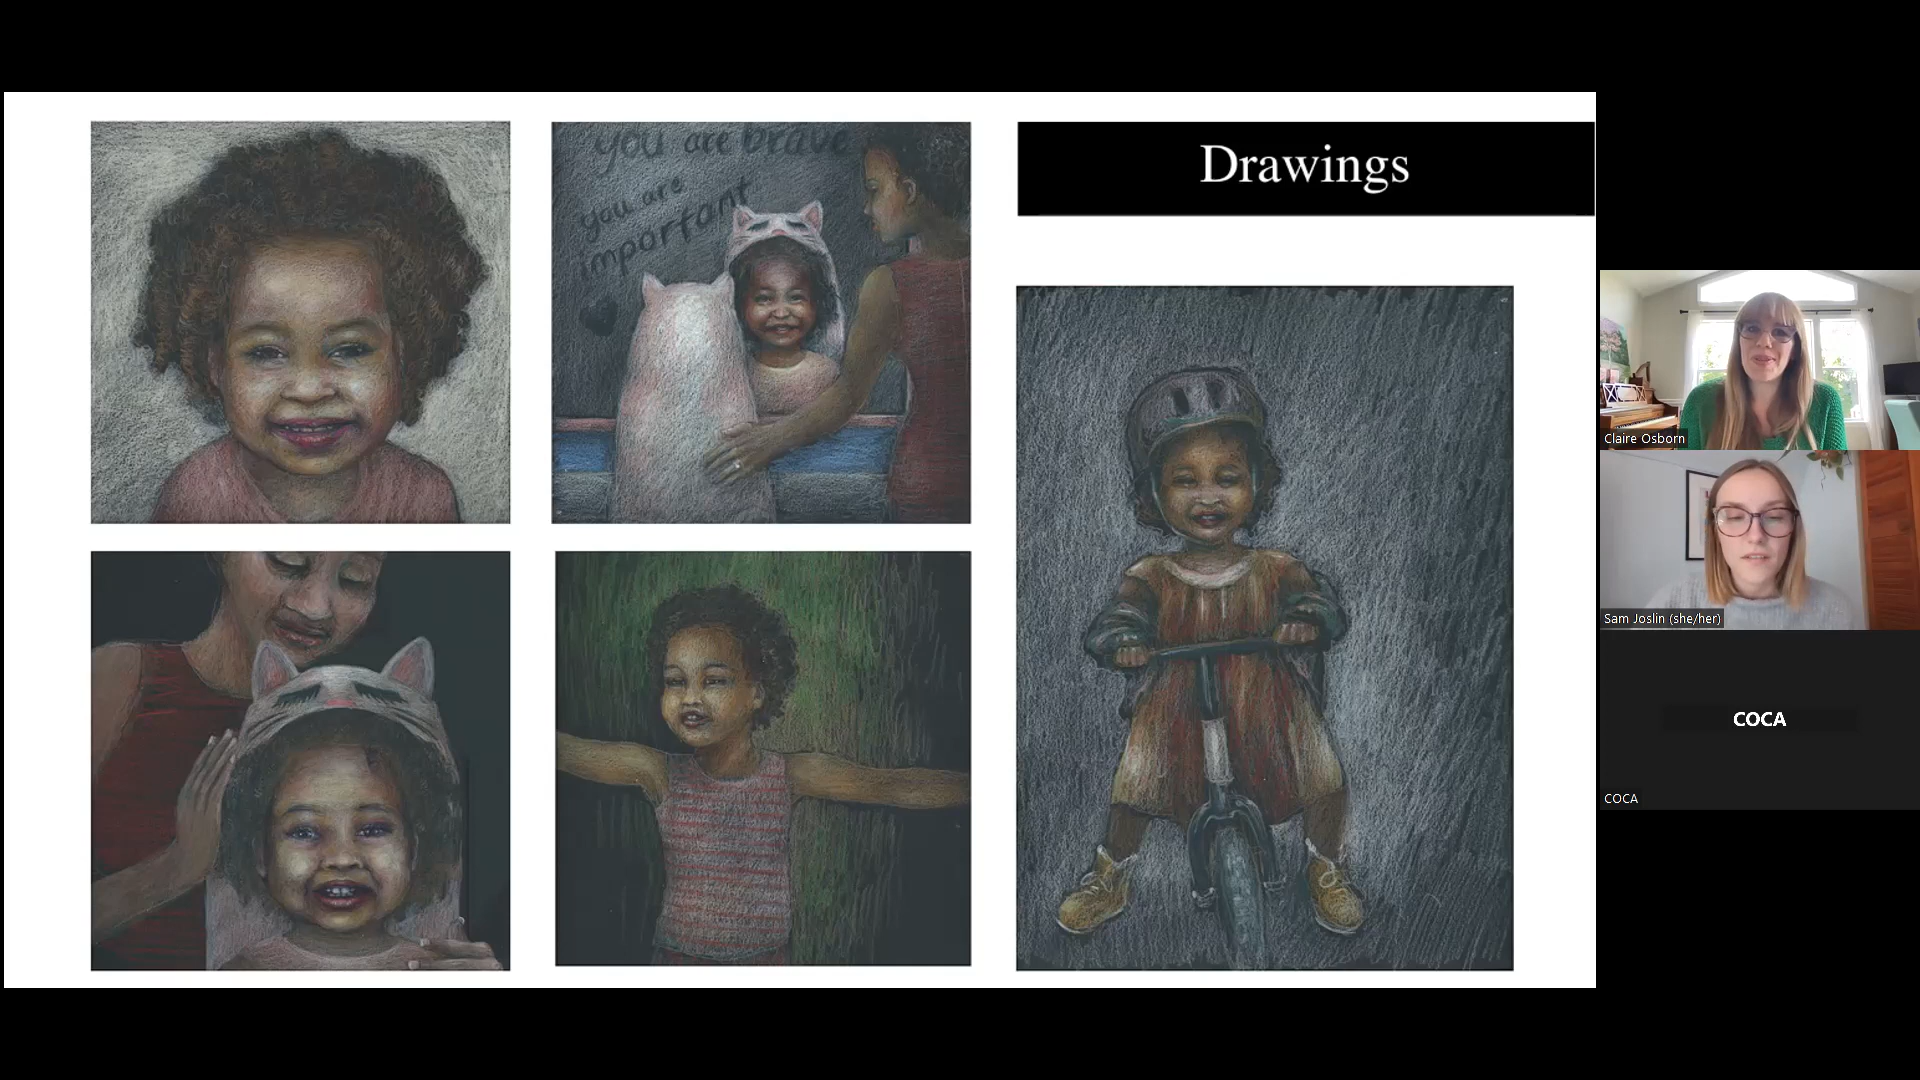 you are brave
you are
important
Drawings
Claire Osborn
Sam Joslin (she/her)
COCA
COCA